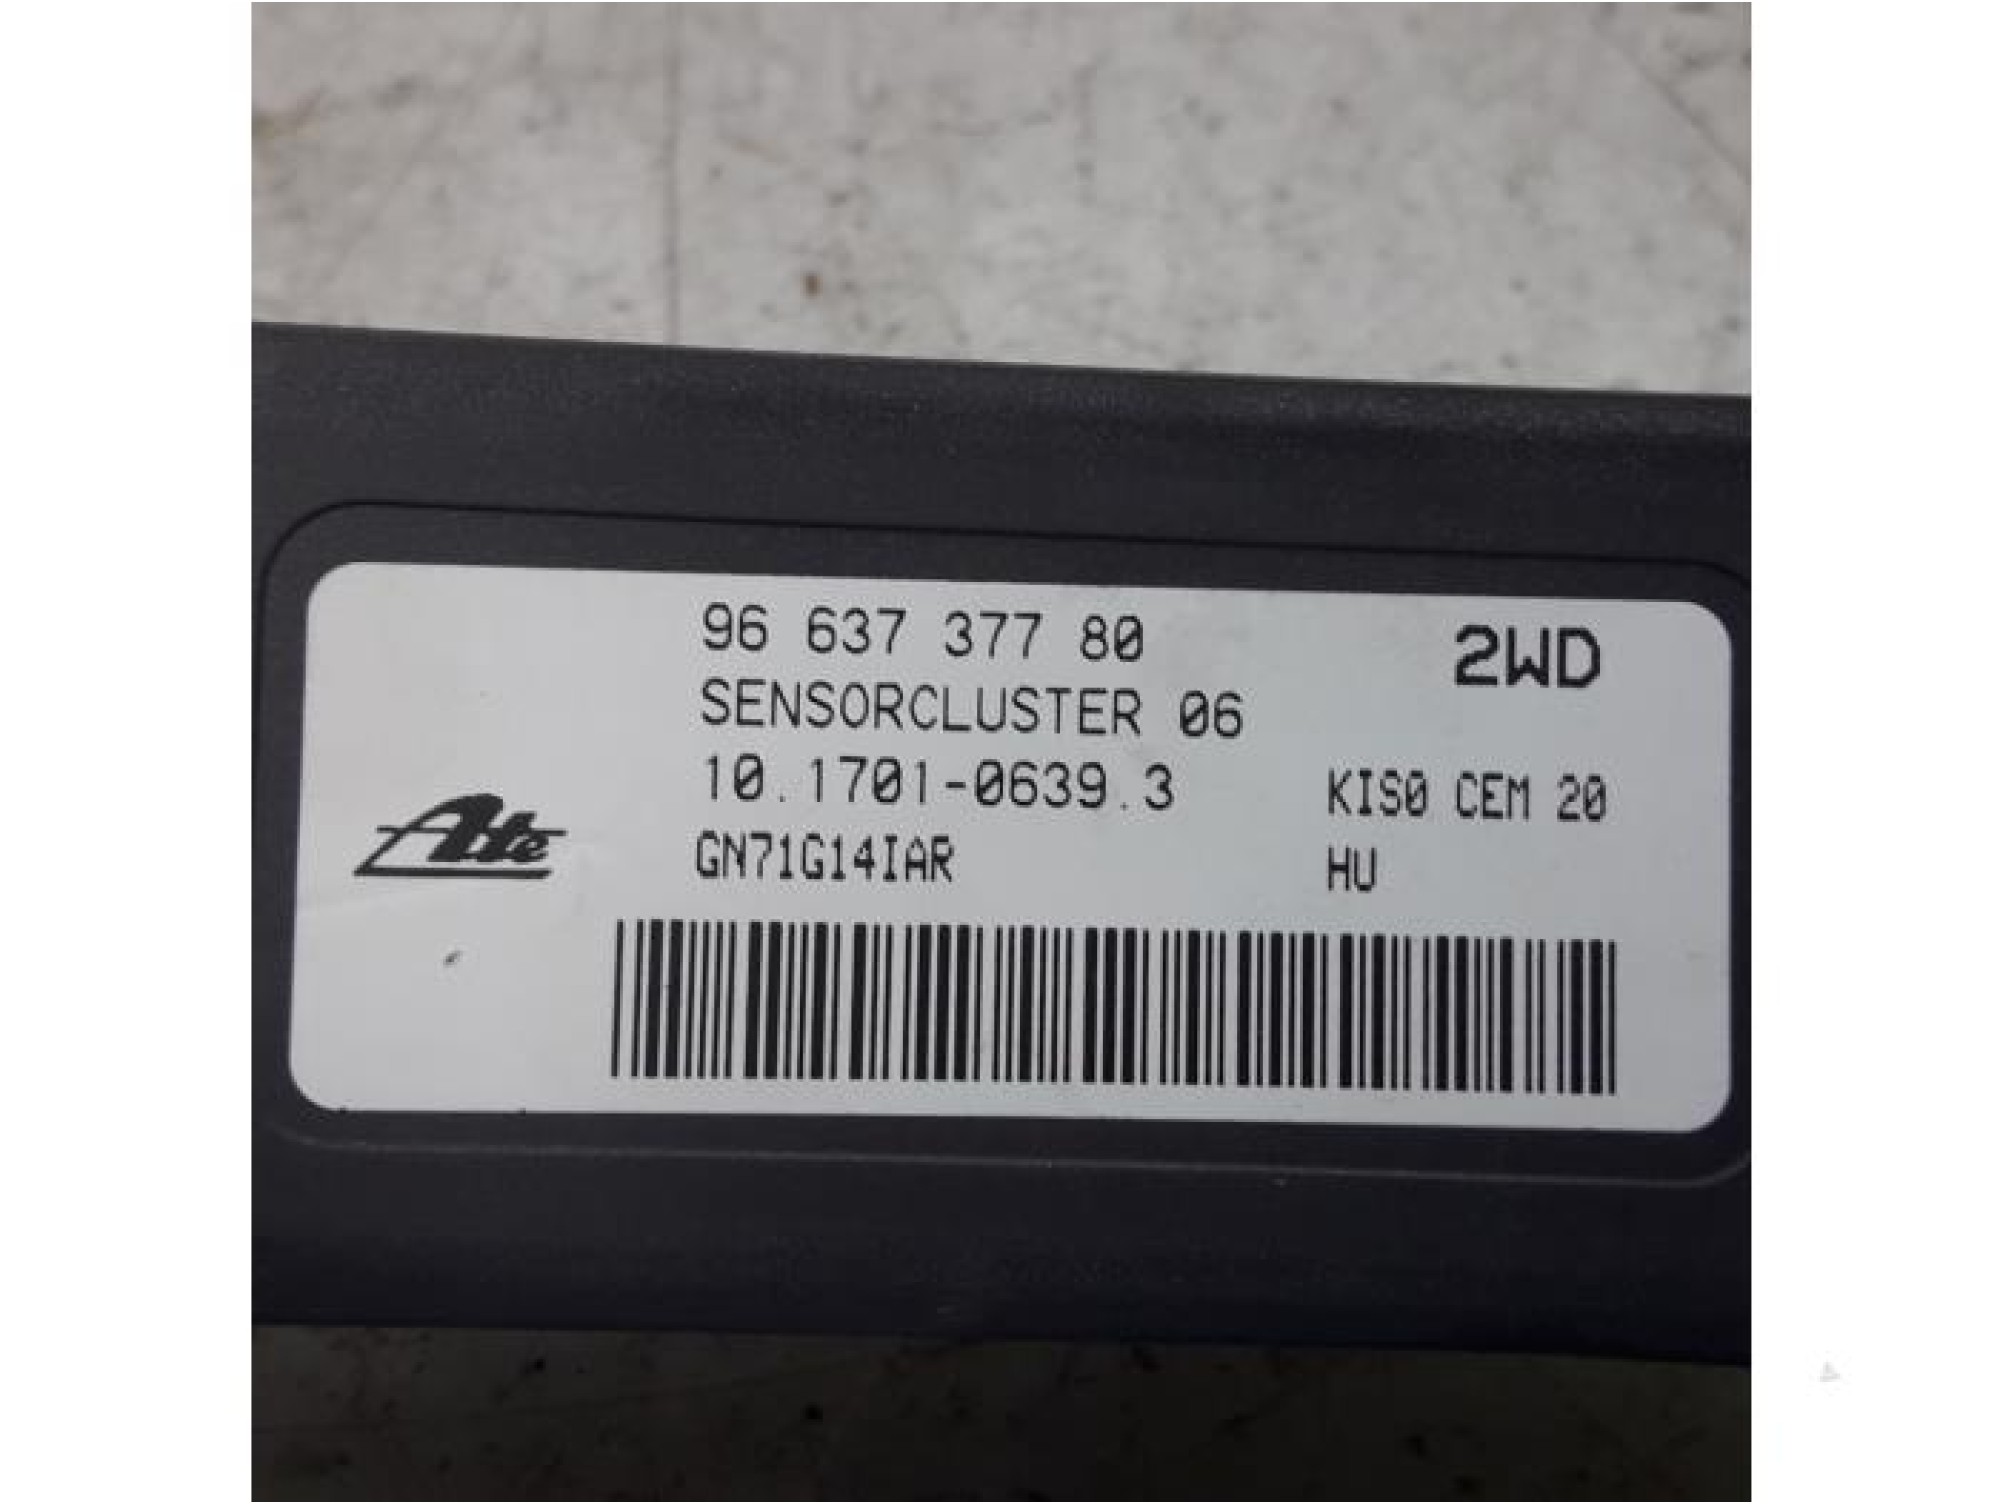 96 637 377 80
2WD
SENSORCLUSTER 06
10.1701-0639.3
KIS0 CEM 20
Ate
GN71G14IAR
HU